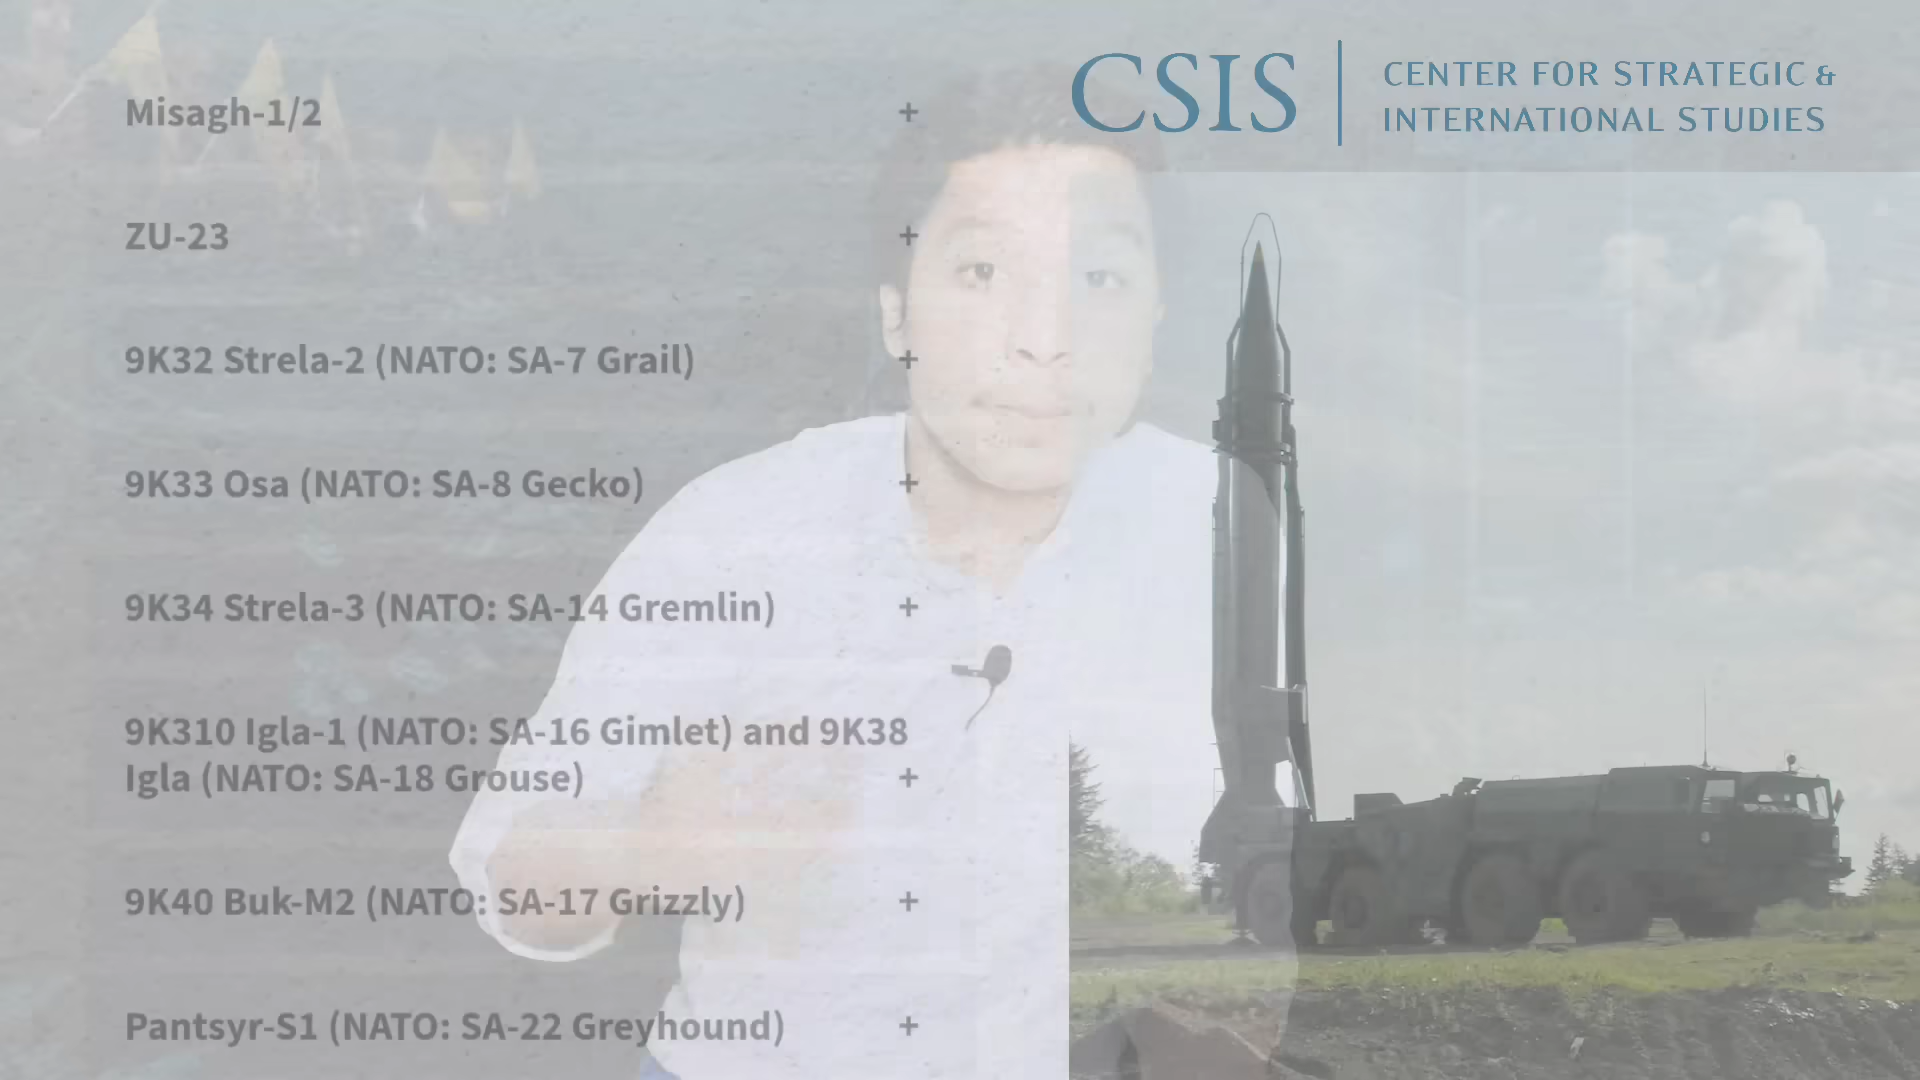 CSIS
CENTER FOR STRATEGIC &
INTERNATIONAL STUDIES
Misagh-1/2 +
ZU-23 +
9K32 Strela-2 (NATO: SA-7 Grail) +
9K33 Osa (NATO: SA-8 Gecko) +
9K34 Strela-3 (NATO: SA-14 Gremlin) +
9K310 Igla-1 (NATO: SA-16 Gimlet) and 9K38
Igla (NATO: SA-18 Grouse) +
9K40 Buk-M2 (NATO: SA-17 Grizzly) +
Pantsyr-S1 (NATO: SA-22 Greyhound) +